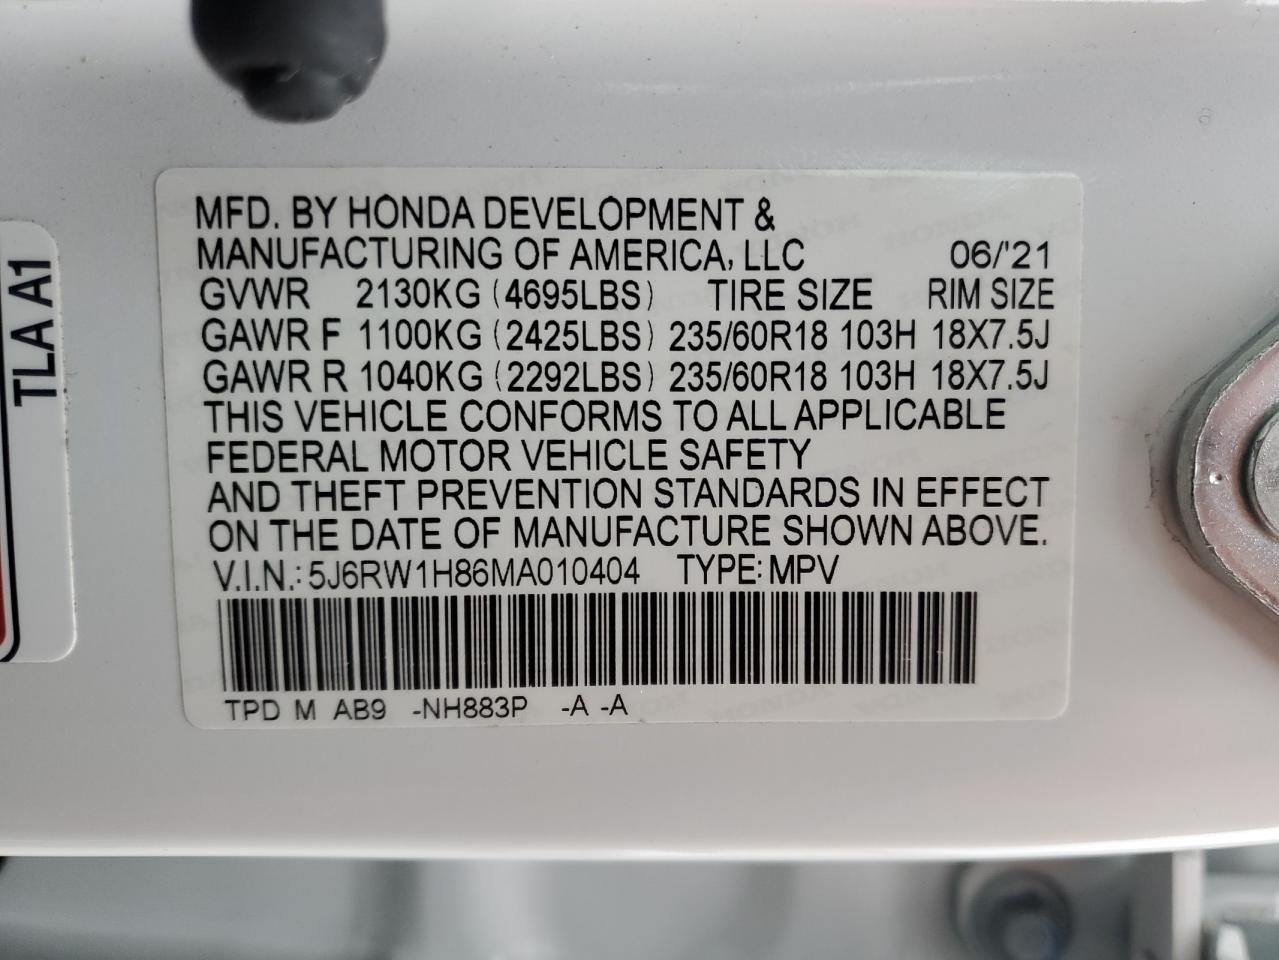 MFD. BY HONDA DEVELOPMENT &
MANUFACTURING OF AMERICA, LLC 06/'21
GVWR 2130KG (4695LBS) TIRE SIZE RIM SIZE
GAWR F 1100KG (2425LBS) 235/60R18 103H 18X7.5J
GAWR R 1040KG (2292LBS) 235/60R18 103H 18X7.5J
THIS VEHICLE CONFORMS TO ALL APPLICABLE
FEDERAL MOTOR VEHICLE SAFETY
AND THEFT PREVENTION STANDARDS IN EFFECT
ON THE DATE OF MANUFACTURE SHOWN ABOVE.
V.I.N.: 5J6RW1H86MA010404 TYPE: MPV
TPD M AB9 -NH883P -A -A
TLA A1